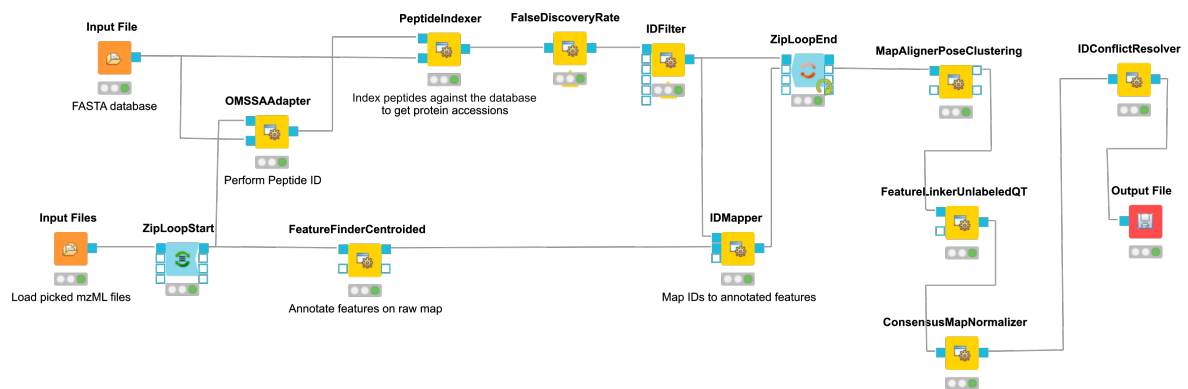 Input File
FASTA database
OMSSAAdapter
Perform Peptide ID
PeptideIndexer
Index peptides against the database
to get protein accessions
FalseDiscoveryRate
IDFilter
ZipLoopEnd
MapAlignerPoseClustering
IDConflictResolver
Input Files
Load picked mzML files
ZipLoopStart
FeatureFinderCentroided
Annotate features on raw map
IDMapper
Map IDs to annotated features
FeatureLinkerUnlabeledQT
Output File
ConsensusMapNormalizer